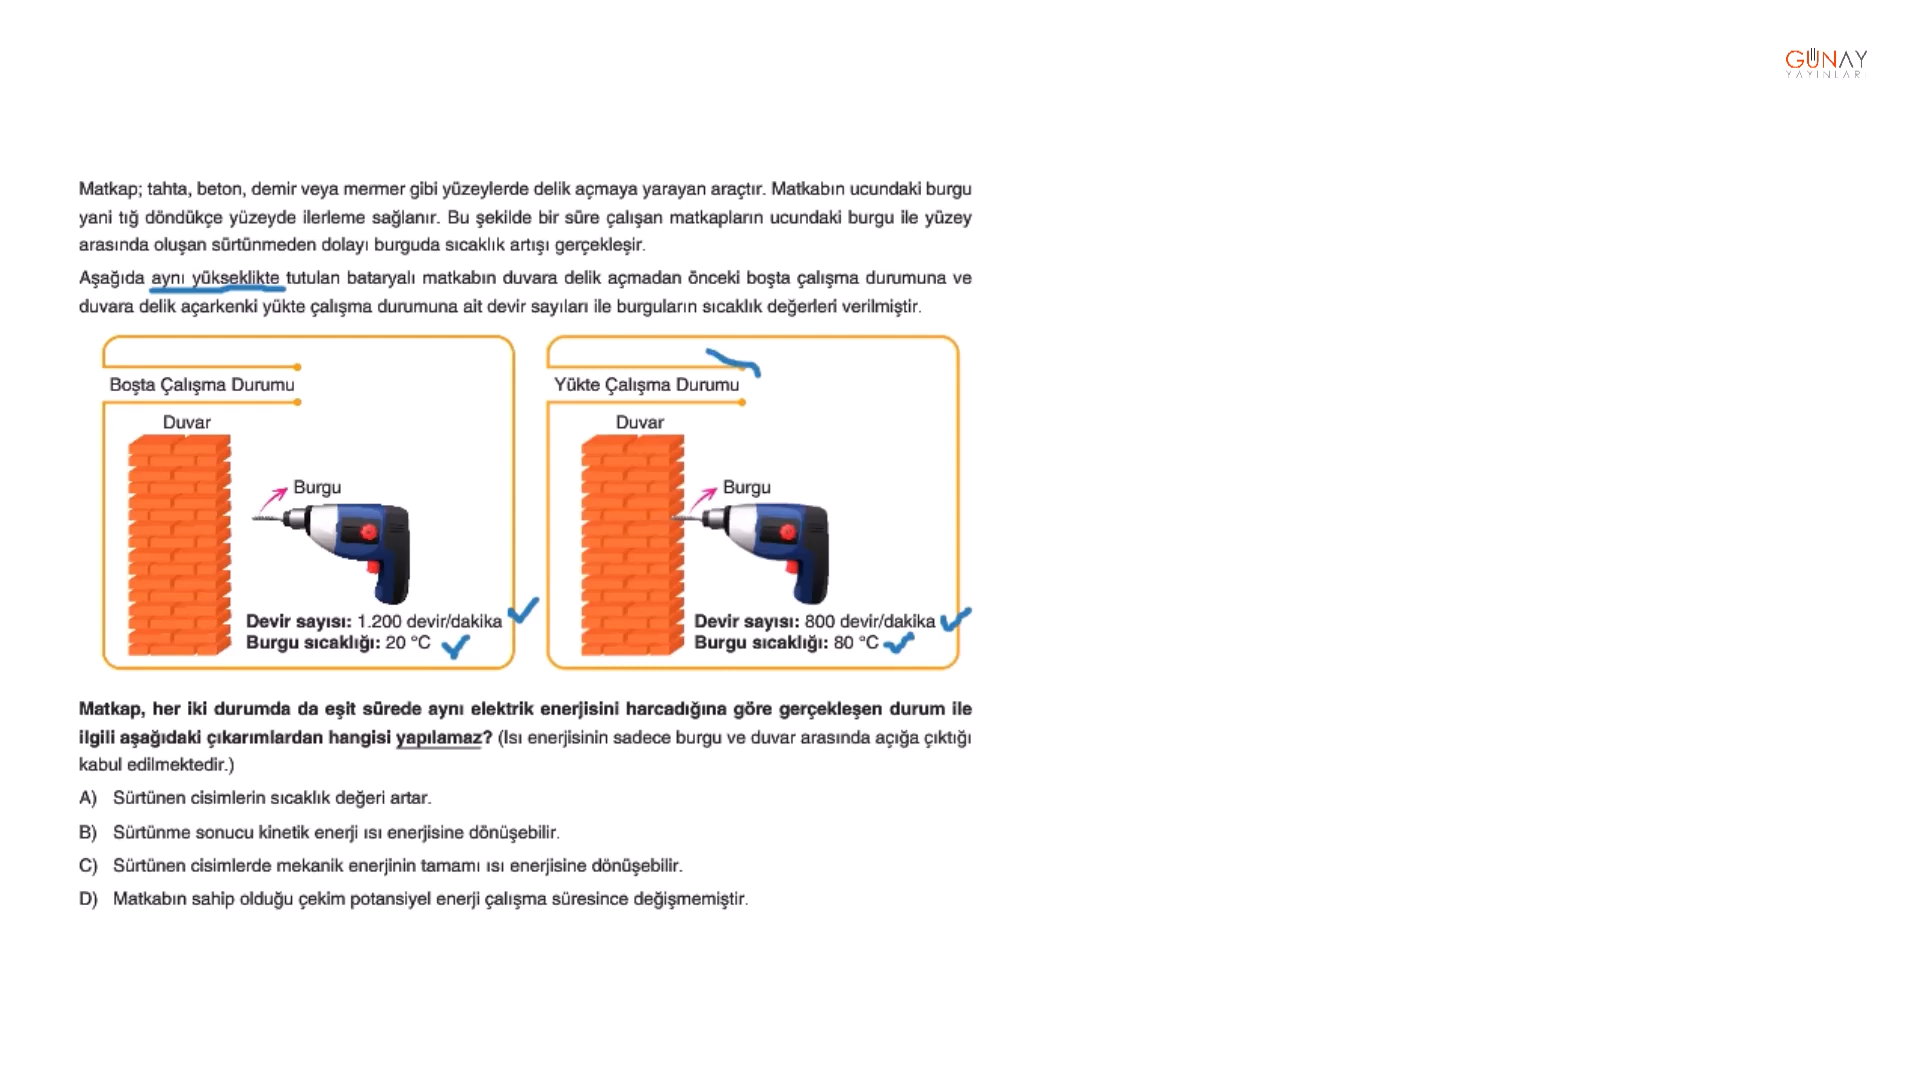 GÜNAY
YAYINLARI
Matkap; tahta, beton, demir veya mermer gibi yüzeylerde delik açmaya yarayan araçtır. Matkabın ucundaki burgu
yani tığ döndükçe yüzeyde ilerleme sağlanır. Bu şekilde bir süre çalışan matkapların ucundaki burgu ile yüzey
arasında oluşan sürtünmeden dolayı burguda sıcaklık artışı gerçekleşir.
Aşağıda aynı yükseklikte tutulan bataryalı matkabın duvara delik açmadan önceki boşta çalışma durumuna ve
duvara delik açarkenki yükte çalışma durumuna ait devir sayıları ile burguların sıcaklık değerleri verilmiştir.
Boşta Çalışma Durumu
Duvar
Burgu
Devir sayısı: 1.200 devir/dakika
Burgu sıcaklığı: 20 °C
Yükte Çalışma Durumu
Duvar
Burgu
Devir sayısı: 800 devir/dakika
Burgu sıcaklığı: 80 °C
Matkap, her iki durumda da eşit sürede aynı elektrik enerjisini harcadığına göre gerçekleşen durum ile
ilgili aşağıdaki çıkarımlardan hangisi yapılamaz? (Isı enerjisinin sadece burgu ve duvar arasında açığa çıktığı
kabul edilmektedir.)
A) Sürtünen cisimlerin sıcaklık değeri artar.
B) Sürtünme sonucu kinetik enerji ısı enerjisine dönüşebilir.
C) Sürtünen cisimlerde mekanik enerjinin tamamı ısı enerjisine dönüşebilir.
D) Matkabın sahip olduğu çekim potansiyel enerji çalışma süresince değişmemiştir.